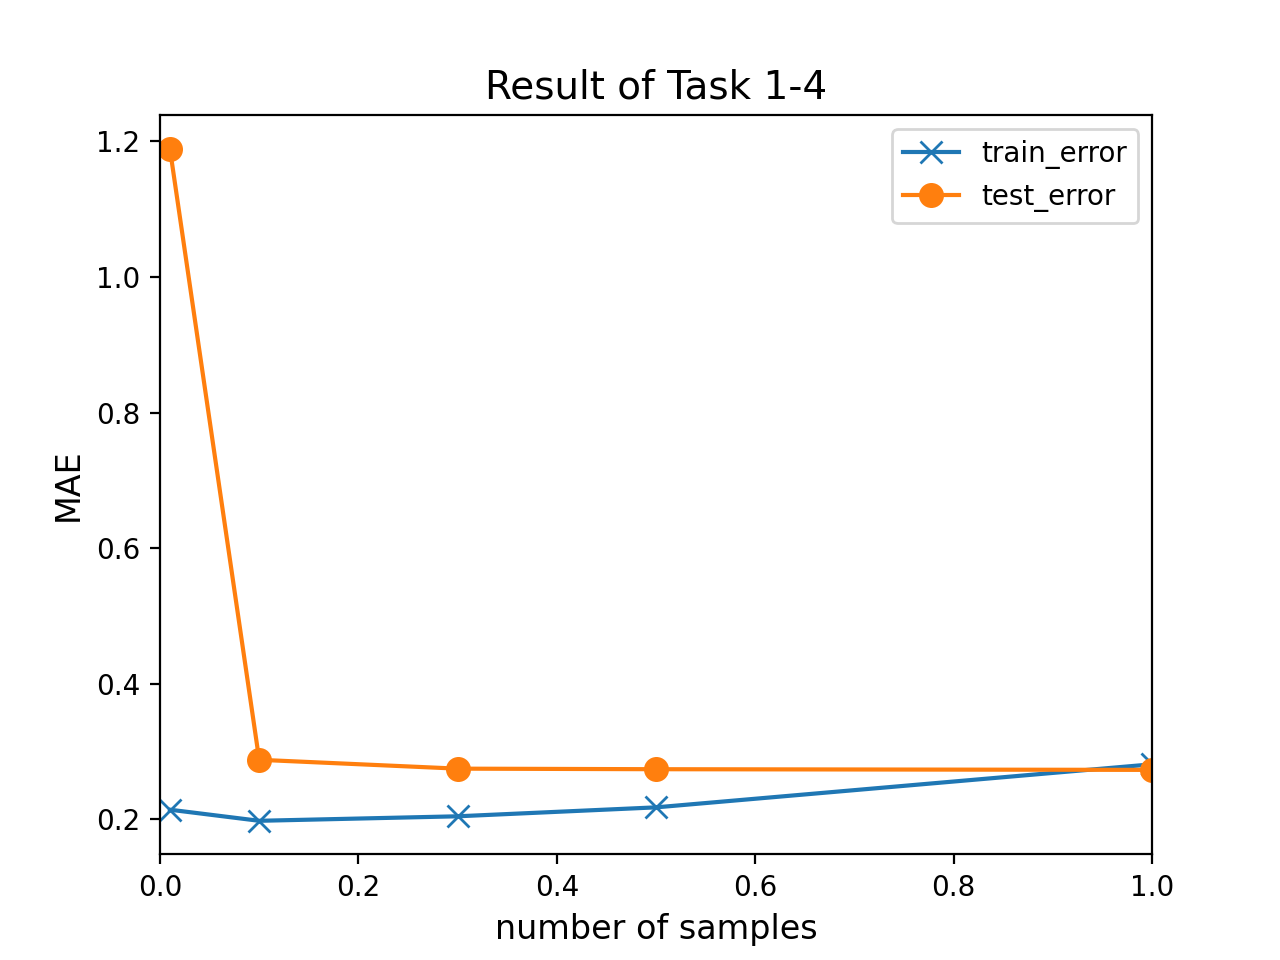 Result of Task 1-4
train_error
test_error
MAE
1.2
1.0
0.8
0.6
0.4
0.2
0.0 0.2 0.4 0.6 0.8 1.0
number of samples